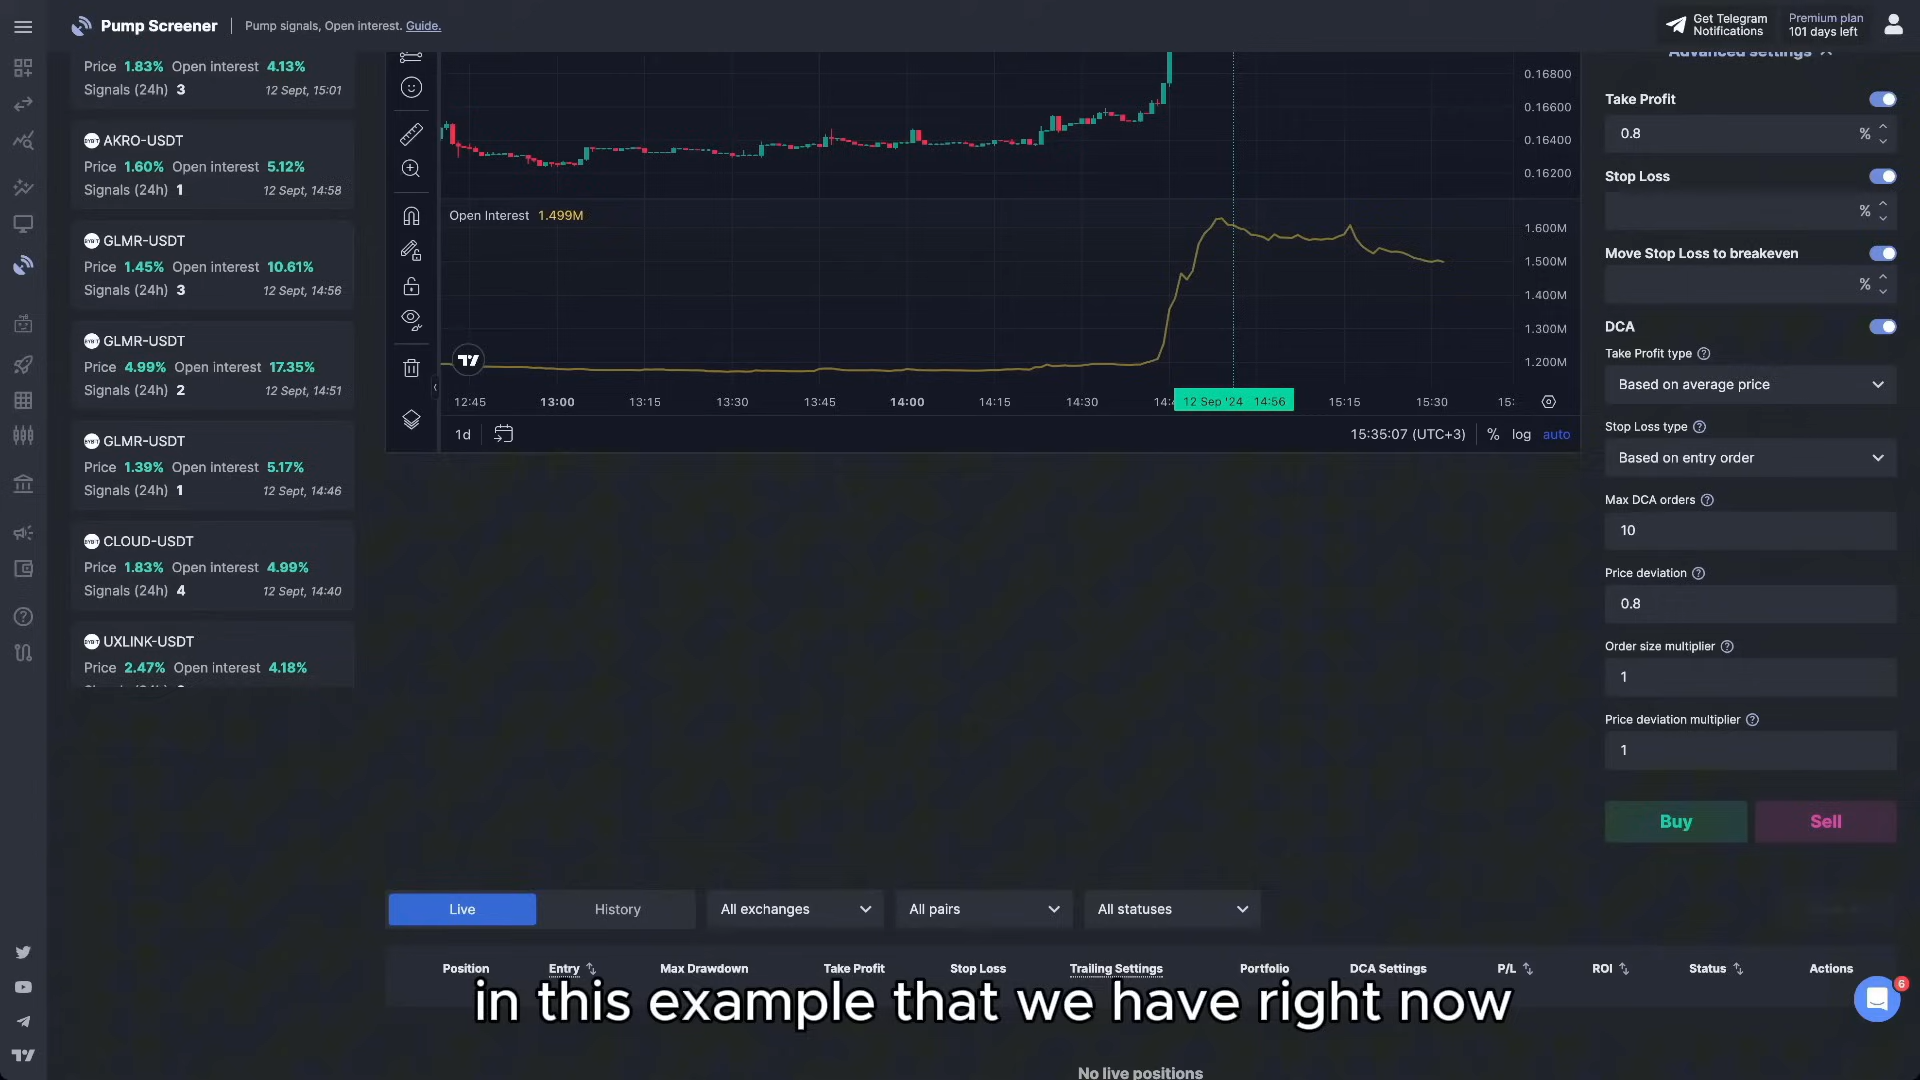 Pump Screener
Pump signals, Open interest. Guide.
Get Telegram
Notifications
Premium plan
101 days left
Price 1.83% Open interest 4.13%
Signals (24h) 3 12 Sept, 15:01
AKRO-USDT
Price 1.60% Open interest 5.12%
Signals (24h) 1 12 Sept, 14:58
GLMR-USDT
Price 1.45% Open interest 10.61%
Signals (24h) 3 12 Sept, 14:56
GLMR-USDT
Price 4.99% Open interest 17.35%
Signals (24h) 2 12 Sept, 14:51
GLMR-USDT
Price 1.39% Open interest 5.17%
Signals (24h) 1 12 Sept, 14:46
CLOUD-USDT
Price 1.83% Open interest 4.99%
Signals (24h) 4 12 Sept, 14:40
UXLINK-USDT
Price 2.47% Open interest 4.18%
0.16800
0.16600
0.16400
0.16200
Open Interest 1.499M
1.600M
1.500M
1.400M
1.300M
1.200M
12:45 13:00 13:15 13:30 13:45 14:00 14:15 14:30 12 Sep '24 14:56 15:15 15:30 15:
1d 15:35:07 (UTC+3) % log auto
Advanced settings
Take Profit
0.8 %
Stop Loss
%
Move Stop Loss to breakeven
%
DCA
Take Profit type
Based on average price
Stop Loss type
Based on entry order
Max DCA orders
10
Price deviation
0.8
Order size multiplier
1
Price deviation multiplier
1
Buy Sell
Live History All exchanges All pairs All statuses
Position Entry Max Drawdown Take Profit Stop Loss Trailing Settings Portfolio DCA Settings P/L ROI Status Actions
6
in this example that we have right now
No live positions